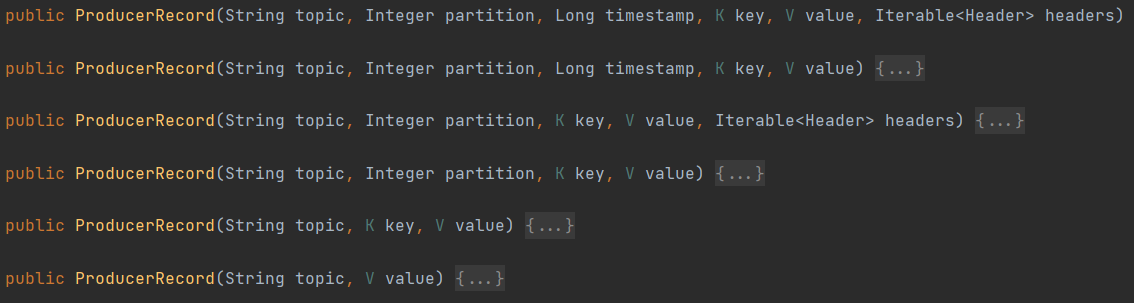 public ProducerRecord(String topic, Integer partition, Long timestamp, K key, V value, Iterable<Header> headers)
public ProducerRecord(String topic, Integer partition, Long timestamp, K key, V value) {...}
public ProducerRecord(String topic, Integer partition, K key, V value, Iterable<Header> headers) {...}
public ProducerRecord(String topic, Integer partition, K key, V value) {...}
public ProducerRecord(String topic, K key, V value) {...}
public ProducerRecord(String topic, V value) {...}